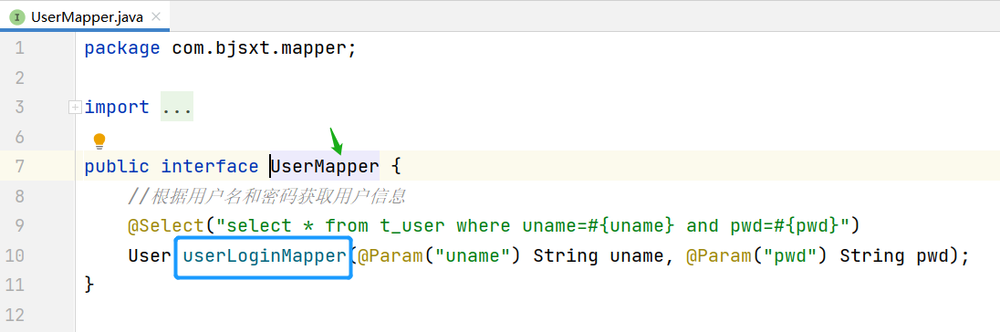 UserMapper.java
1 package com.bjsxt.mapper;
2
3 import ...
6
7 public interface UserMapper {
8 //根据用户名和密码获取用户信息
9 @Select("select * from t_user where uname=#{uname} and pwd=#{pwd}")
10 User userLoginMapper(@Param("uname") String uname, @Param("pwd") String pwd);
11 }
12